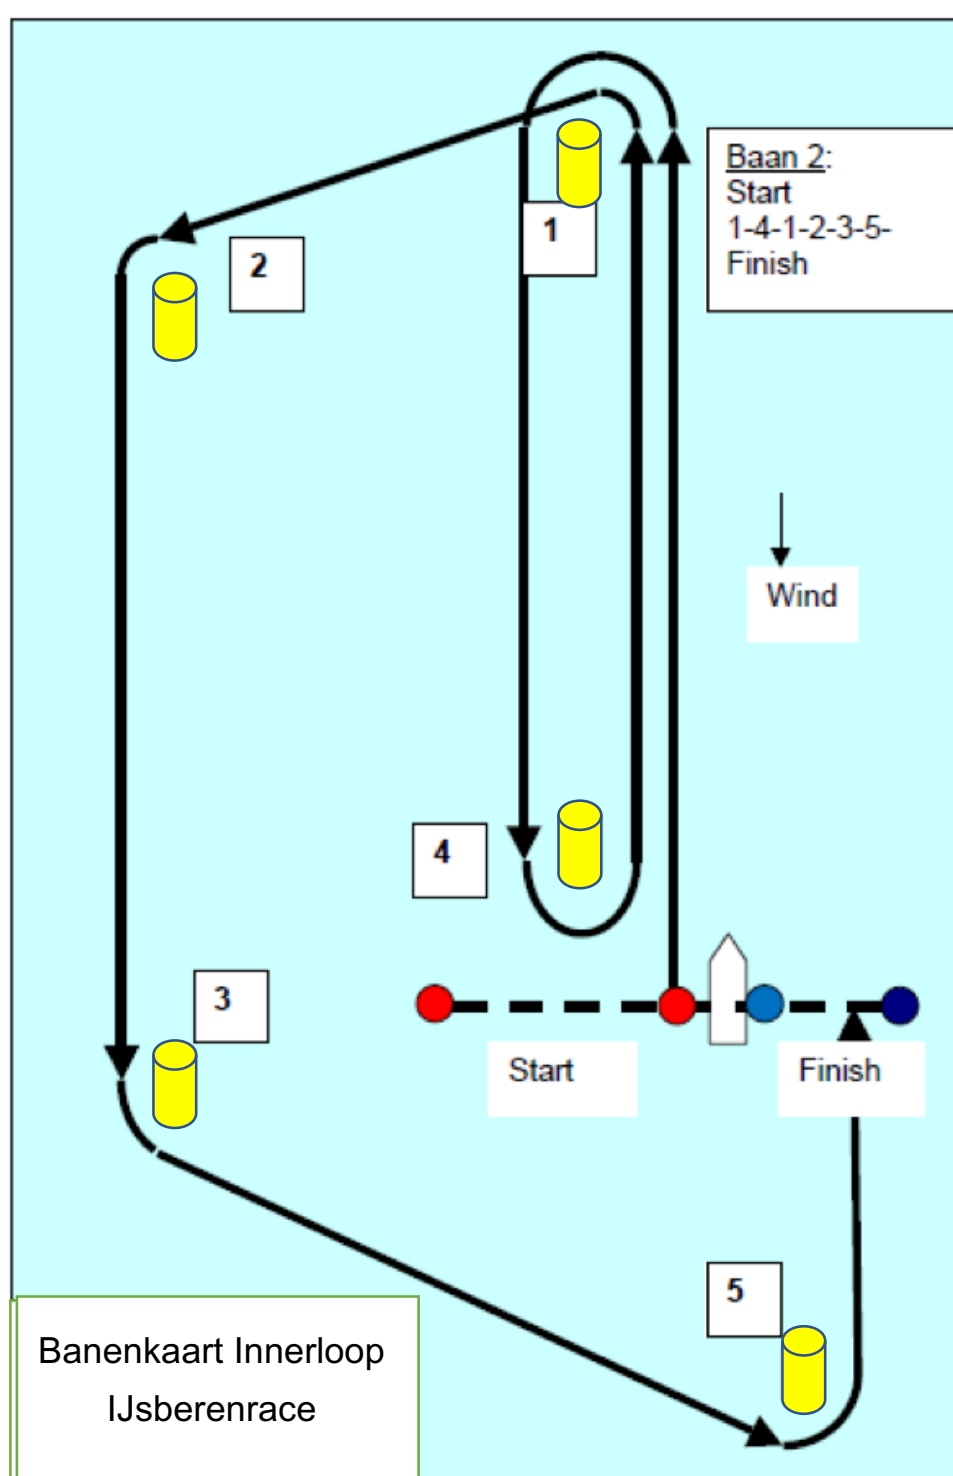 Baan 2:
Start
1-4-1-2-3-5-
Finish
1
2
Wind
4
3
Start
Finish
5
Banenkaart Innerloop
IJsberenrace